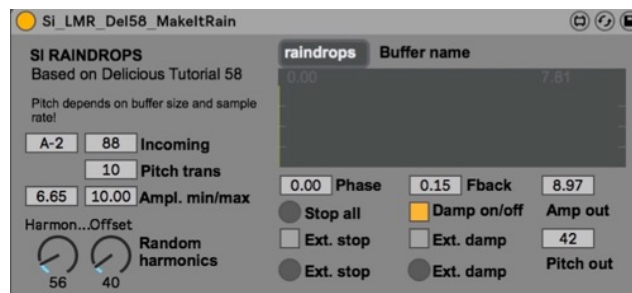 Si_LMR_Del58_MakeItRain
SI RAINDROPS
Based on Delicious Tutorial 58
Pitch depends on buffer size and sample
rate!
A-2 88 Incoming
10 Pitch trans
6.65 10.00 Ampl. min/max
Harmon...Offset
Random
harmonics
56 40
raindrops Buffer name
0.00 7.81
0.00 Phase 0.15 Fback 8.97
Stop all Damp on/off Amp out
Ext. stop Ext. damp 42
Ext. stop Ext. damp Pitch out